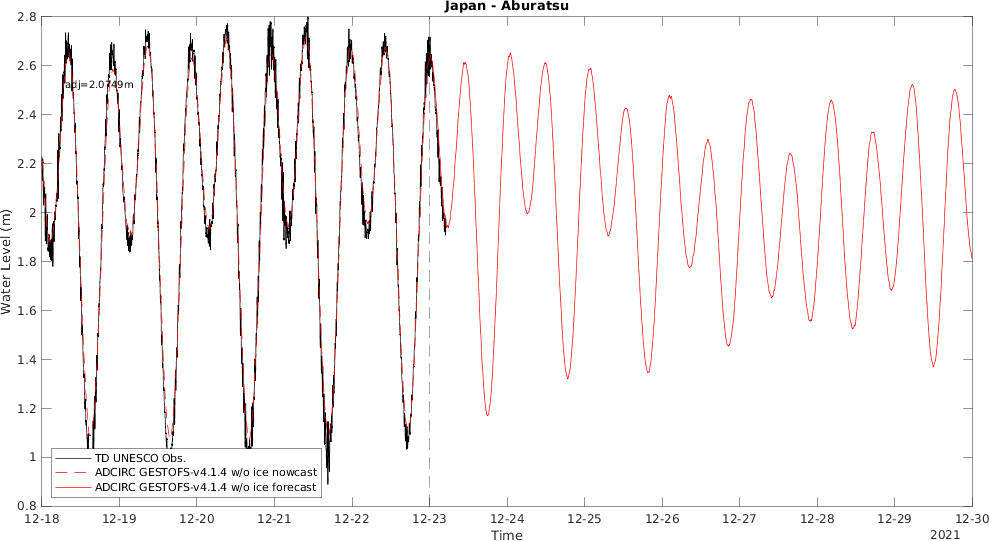 Japan - Aburatsu
2.8
2.6
adj=2.0749m
2.4
2.2
2
1.8
1.6
1.4
1.2
1
0.8
Water Level (m)
TD UNESCO Obs.
ADCIRC GESTOFS-v4.1.4 w/o ice nowcast
ADCIRC GESTOFS-v4.1.4 w/o ice forecast
12-18 12-19 12-20 12-21 12-22 12-23 12-24 12-25 12-26 12-27 12-28 12-29 12-30
Time
2021